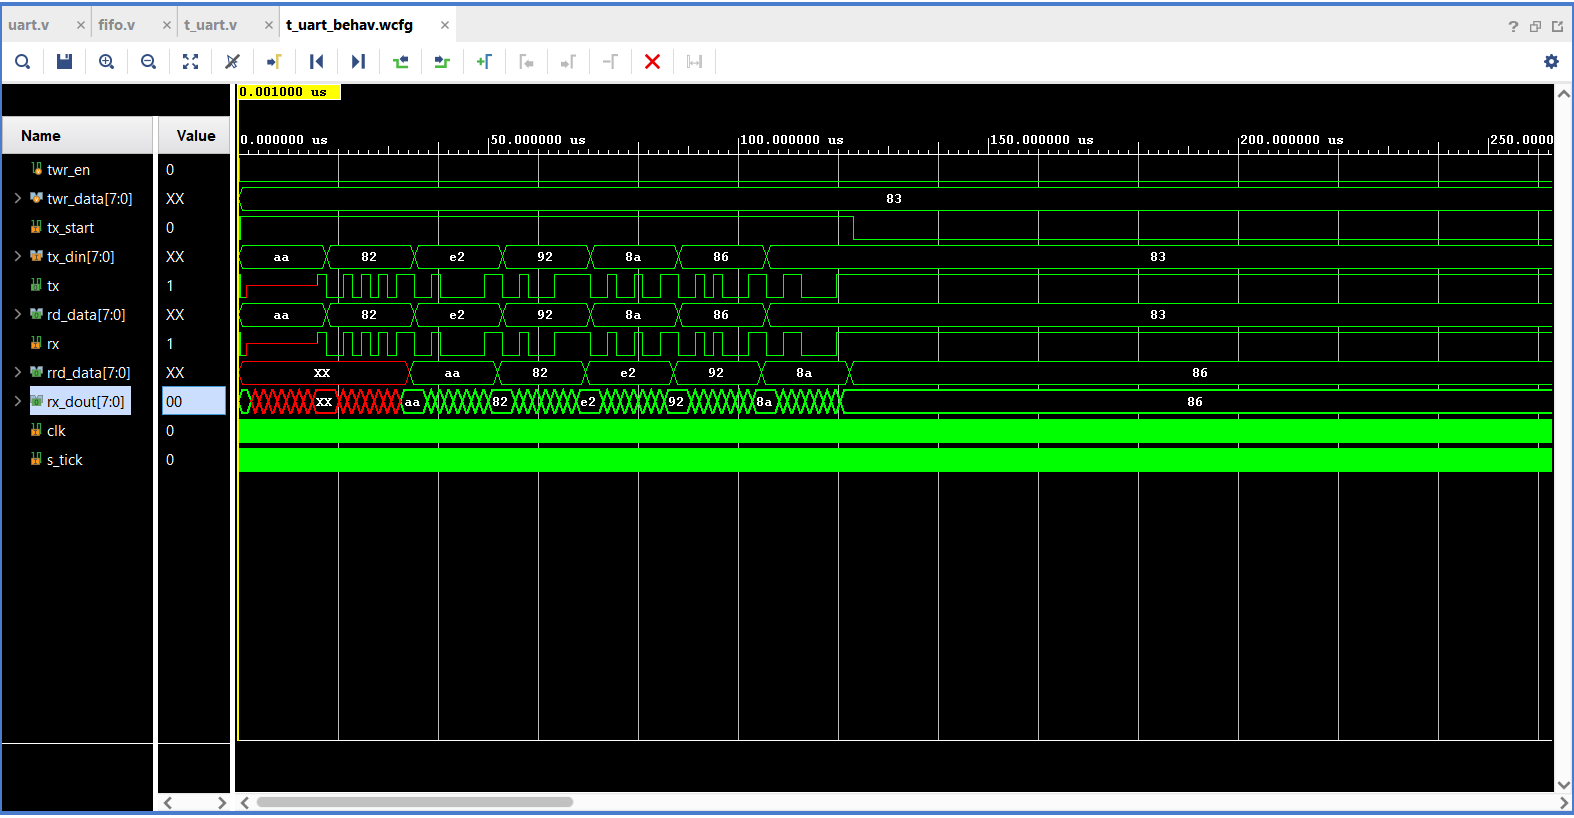 uart.v × fifo.v × t_uart.v × t_uart_behav.wcfg ×
?
0.001000 us
Name Value
0.000000 us 50.000000 us 100.000000 us 150.000000 us 200.000000 us 250.0000
twr_en 0
twr_data[7:0] XX 83
tx_start 0
tx_din[7:0] XX aa 82 e2 92 8a 86 83
tx 1
rd_data[7:0] XX aa 82 e2 92 8a 86 83
rx 1
rrd_data[7:0] XX XX aa 82 e2 92 8a 86
rx_dout[7:0] 00 XX aa 82 e2 92 8a 86
clk 0
s_tick 0